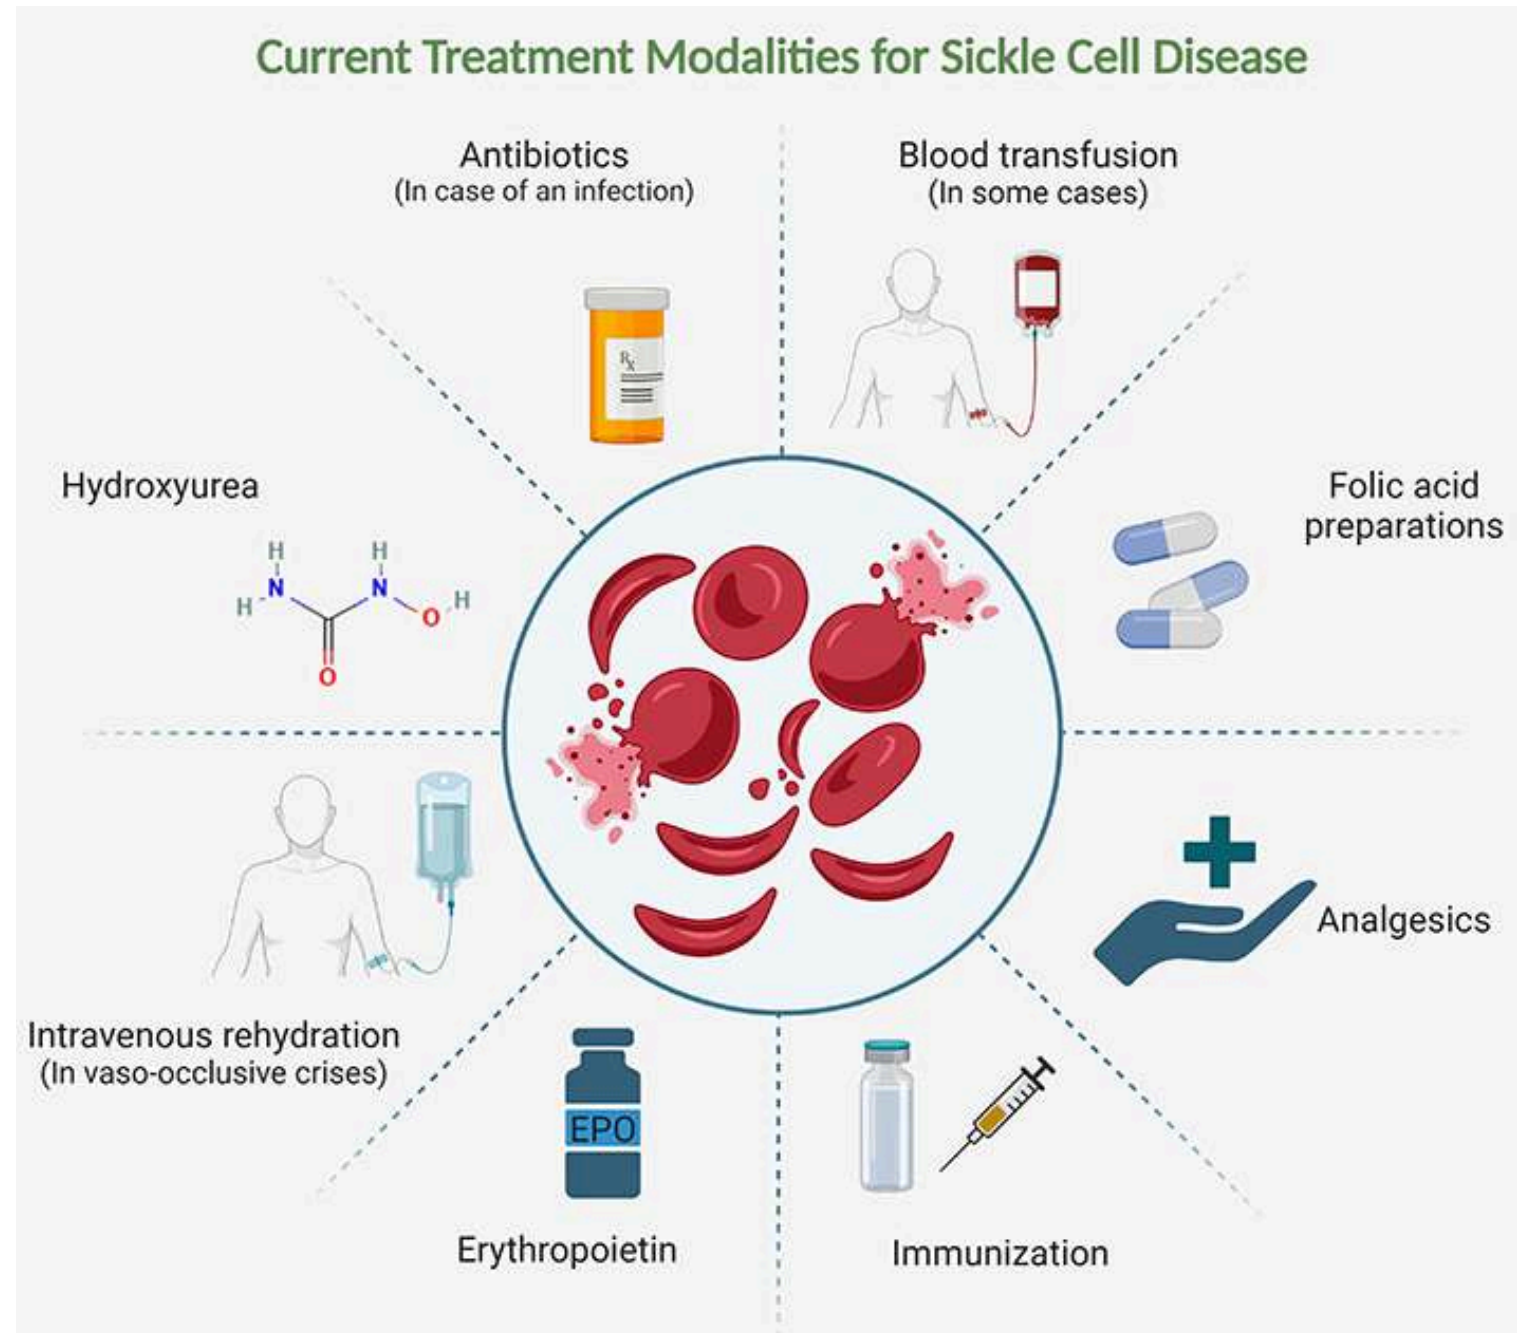 Current Treatment Modalities for Sickle Cell Disease
Antibiotics
(In case of an infection)
Blood transfusion
(In some cases)
Rx
Hydroxyurea
H
H
N
N
H
O
H
O
Folic acid
preparations
Analgesics
Intravenous rehydration
(In vaso-occlusive crises)
EPO
Erythropoietin
Immunization